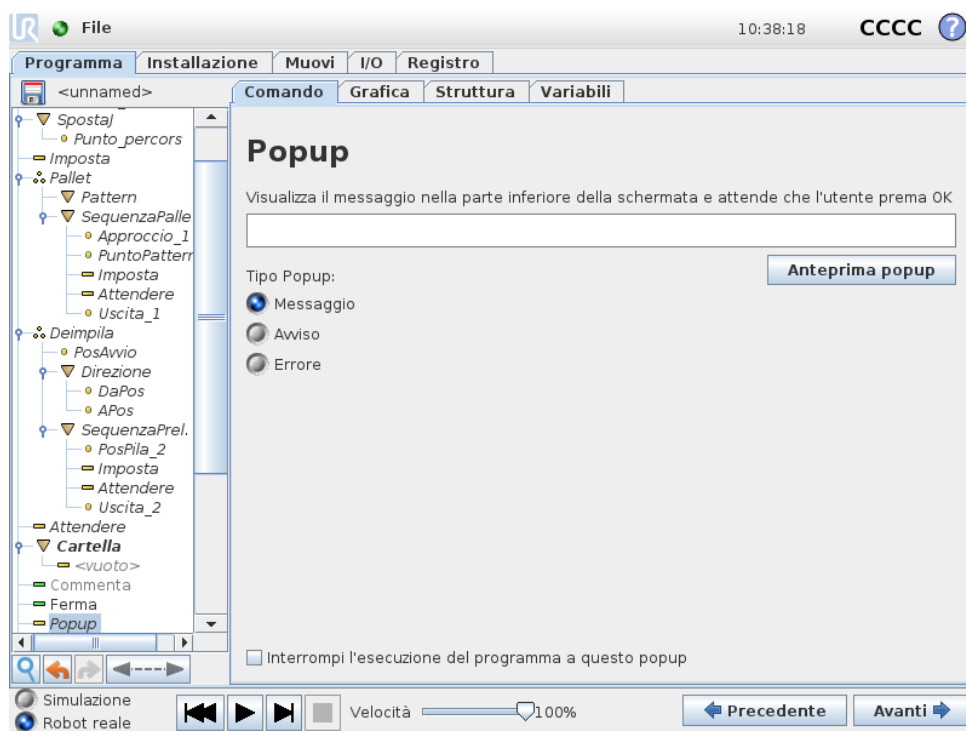 UR File 10:38:18 CCCC ?
Programma Installazione Muovi I/O Registro
<unnamed> Comando Grafica Struttura Variabili
SpostaJ
Punto_percors
Imposta
Pallet
Pattern
SequenzaPalle
Approccio_1
PuntoPattern
Imposta
Attendere
Uscita_1
Deimpila
PosAvvio
Direzione
DaPos
APos
SequenzaPrel.
PosPila_2
Imposta
Attendere
Uscita_2
Attendere
Cartella
<vuoto>
Commenta
Ferma
Popup
Popup
Visualizza il messaggio nella parte inferiore della schermata e attende che l'utente prema OK
Anteprima popup
Tipo Popup:
Messaggio
Avviso
Errore
Interrompi l'esecuzione del programma a questo popup
Simulazione
Robot reale
Velocità 100%
Precedente Avanti